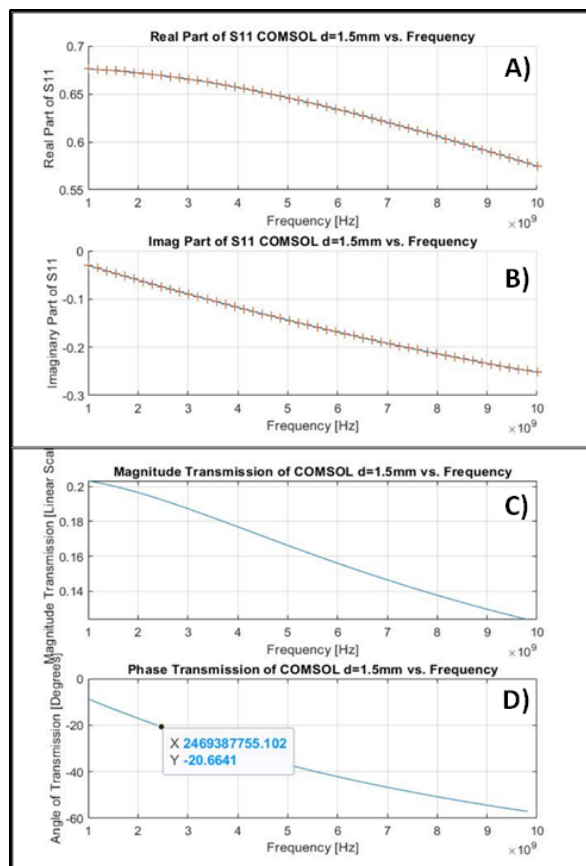 Real Part of S11 COMSOL d=1.5mm vs. Frequency
A)
Real Part of S11
0.7
0.65
0.6
0.55
1 2 3 4 5 6 7 8 9 10
Frequency [Hz]
×10⁹
Imag Part of S11 COMSOL d=1.5mm vs. Frequency
B)
Imaginary Part of S11
0
-0.1
-0.2
-0.3
1 2 3 4 5 6 7 8 9 10
Frequency [Hz]
×10⁹
Magnitude Transmission of COMSOL d=1.5mm vs. Frequency
C)
Magnitude Transmission [Linear Scal
0.2
0.18
0.16
0.14
1 2 3 4 5 6 7 8 9 10
Frequency [Hz]
×10⁹
Phase Transmission of COMSOL d=1.5mm vs. Frequency
D)
Angle of Transmission [Degrees]
0
-20
-40
-60
X 2469387755.102
Y -20.6641
1 2 3 4 5 6 7 8 9 10
Frequency [Hz]
×10⁹